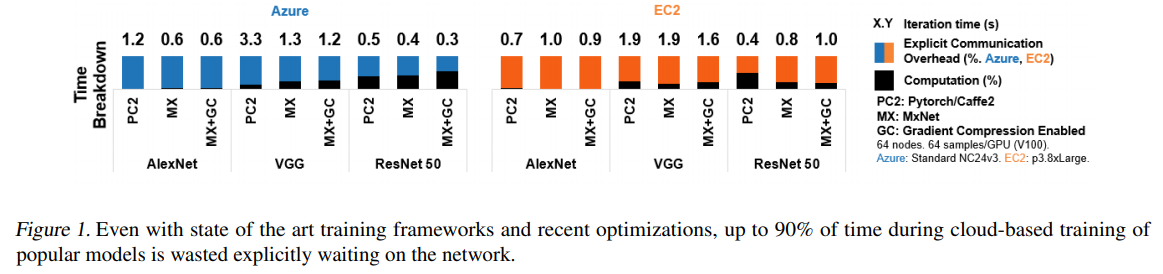 Azure
EC2
1.2 0.6 0.6 3.3 1.3 1.2 0.5 0.4 0.3
0.7 1.0 0.9 1.9 1.9 1.6 0.4 0.8 1.0
Time
Breakdown
PC2 MX MX+GC PC2 MX MX+GC PC2 MX MX+GC
PC2 MX MX+GC PC2 MX MX+GC PC2 MX MX+GC
AlexNet VGG ResNet 50
AlexNet VGG ResNet 50
X.Y Iteration time (s)
Explicit Communication
Overhead (%. Azure, EC2)
Computation (%)
PC2: Pytorch/Caffe2
MX: MxNet
GC: Gradient Compression Enabled
64 nodes. 64 samples/GPU (V100).
Azure: Standard NC24v3. EC2: p3.8xLarge.
Figure 1. Even with state of the art training frameworks and recent optimizations, up to 90% of time during cloud-based training of
popular models is wasted explicitly waiting on the network.